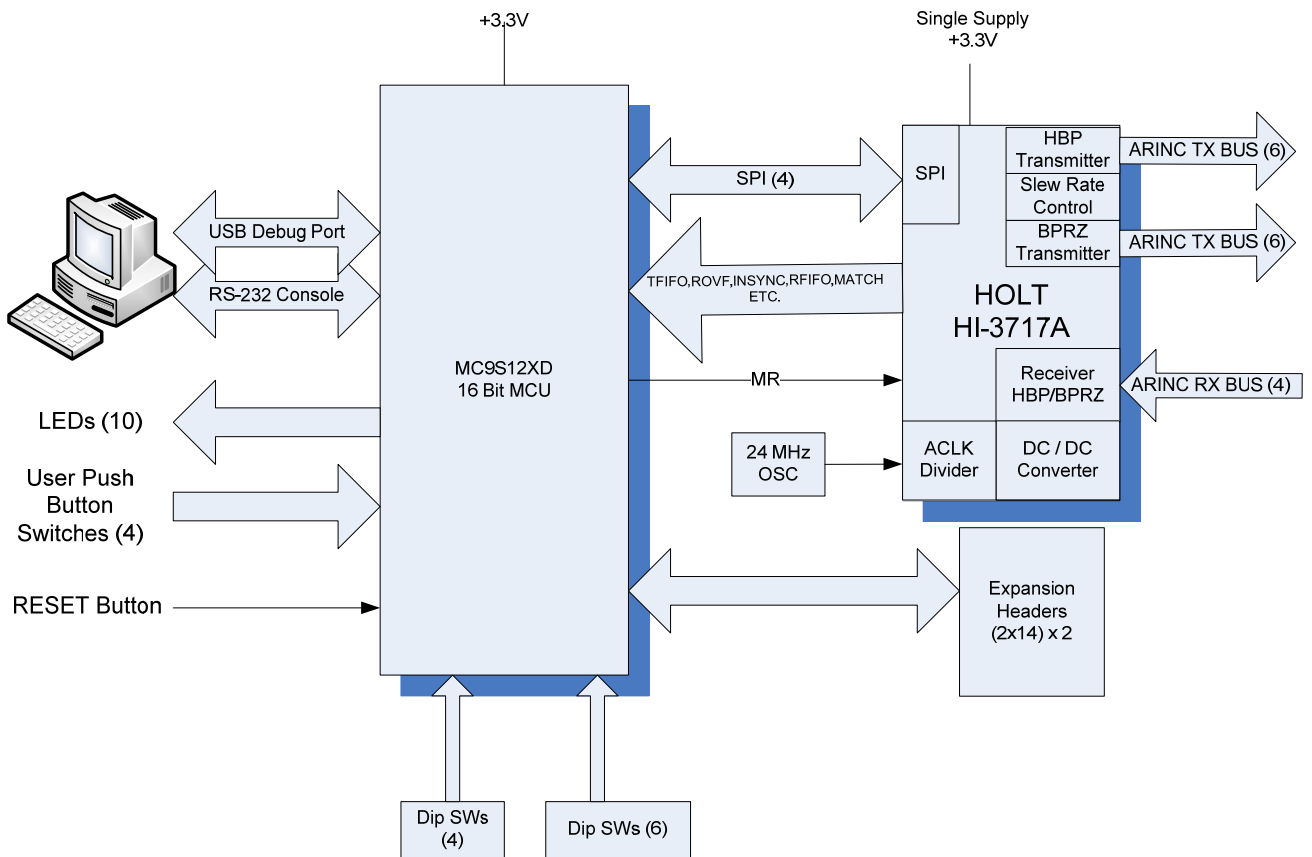 +3.3V
Single Supply
+3.3V
USB Debug Port
RS-232 Console
LEDs (10)
User Push
Button
Switches (4)
RESET Button
MC9S12XD
16 Bit MCU
SPI (4)
TFIFO,ROVF,INSYNC,RFIFO,MATCH
ETC.
MR
24 MHz
OSC
SPI
HBP
Transmitter
Slew Rate
Control
BPRZ
Transmitter
HOLT
HI-3717A
Receiver
HBP/BPRZ
ACLK
Divider
DC / DC
Converter
ARINC TX BUS (6)
ARINC TX BUS (6)
ARINC RX BUS (4)
Expansion
Headers
(2x14) x 2
Dip SWs
(4)
Dip SWs (6)